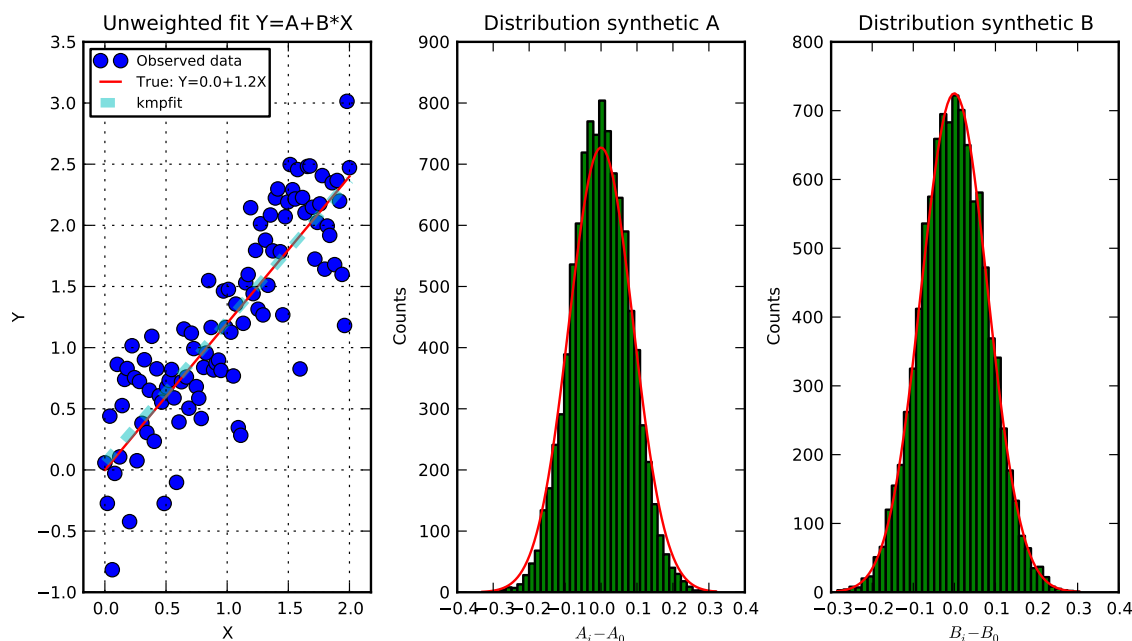 Unweighted fit Y=A+B*X
Observed data
True: Y=0.0+1.2X
kmpfit
3.5
3.0
2.5
2.0
1.5
1.0
0.5
0.0
−0.5
−1.0
Y
0.0 0.5 1.0 1.5 2.0
X
Distribution synthetic A
900
800
700
600
500
400
300
200
100
0
Counts
−0.4 −0.3 −0.2 −0.1 0.0 0.1 0.2 0.3 0.4
A_i − A_0
Distribution synthetic B
800
700
600
500
400
300
200
100
0
Counts
−0.3 −0.2 −0.1 0.0 0.1 0.2 0.3 0.4
B_i − B_0